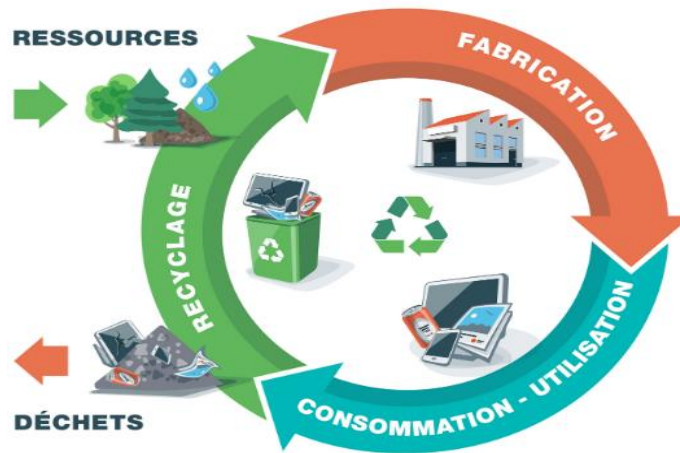 RESSOURCES
FABRICATION
RECYCLAGE
CONSOMMATION - UTILISATION
DÉCHETS